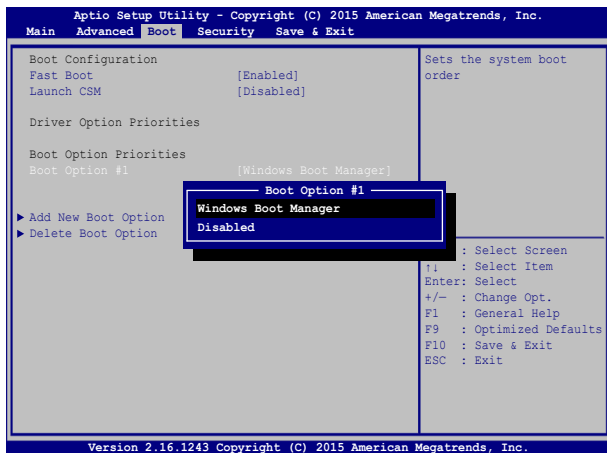 Aptio Setup Utility - Copyright (C) 2015 American Megatrends, Inc.
Main Advanced Boot Security Save & Exit
Boot Configuration
Fast Boot [Enabled]
Launch CSM [Disabled]
Driver Option Priorities
Boot Option Priorities
Boot Option #1 [Windows Boot Manager]
▶ Add New Boot Option
▶ Delete Boot Option
Boot Option #1
Windows Boot Manager
Disabled
Sets the system boot
order
: Select Screen
↑↓ : Select Item
Enter: Select
+/— : Change Opt.
F1 : General Help
F9 : Optimized Defaults
F10 : Save & Exit
ESC : Exit
Version 2.16.1243 Copyright (C) 2015 American Megatrends, Inc.